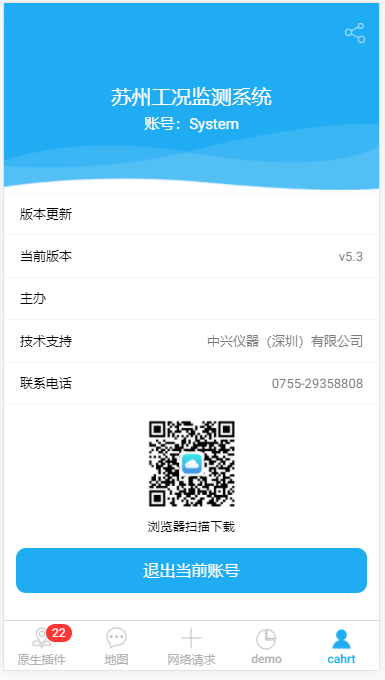 苏州工况监测系统
账号：System
版本更新
当前版本 v5.3
主办
技术支持 中兴仪器（深圳）有限公司
联系电话 0755-29358808
浏览器扫描下载
退出当前账号
22
原生插件 地图 网络请求 demo cahrt